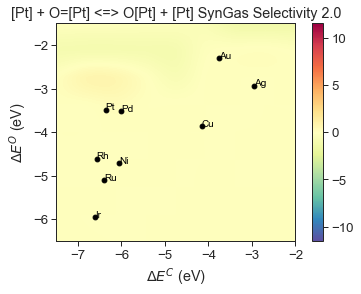 [Pt] + O=[Pt] <=> O[Pt] + [Pt] SynGas Selectivity 2.0
ΔE^O (eV)
−2
−3
−4
−5
−6
Au
Ag
Pt
Pd
Cu
Rh
Ni
Ru
Ir
−7
−6
−5
−4
−3
−2
ΔE^C (eV)
10
5
0
−5
−10